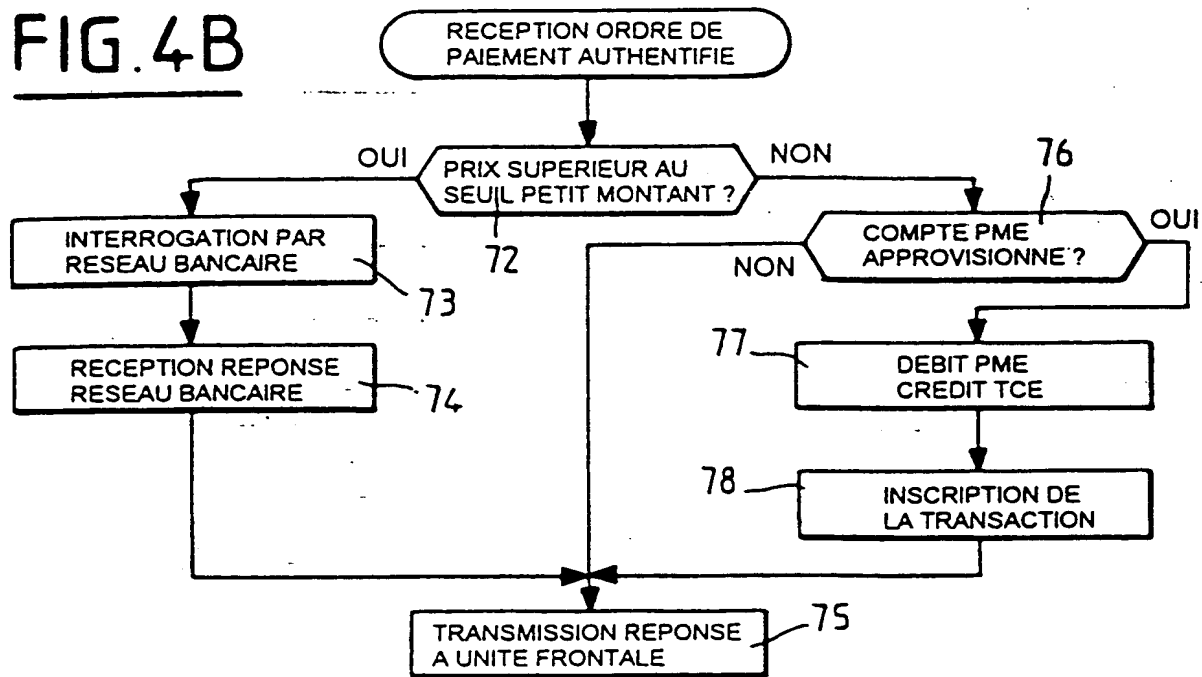 FIG.4B
RECEPTION ORDRE DE
PAIEMENT AUTHENTIFIE
OUI
PRIX SUPERIEUR AU
SEUIL PETIT MONTANT ?
NON
72
76
INTERROGATION PAR
RESEAU BANCAIRE
73
NON
COMPTE PME
APPROVISIONNE ?
OUI
RECEPTION REPONSE
RESEAU BANCAIRE
74
77
DEBIT PME
CREDIT TCE
78
INSCRIPTION DE
LA TRANSACTION
TRANSMISSION REPONSE
A UNITE FRONTALE
75